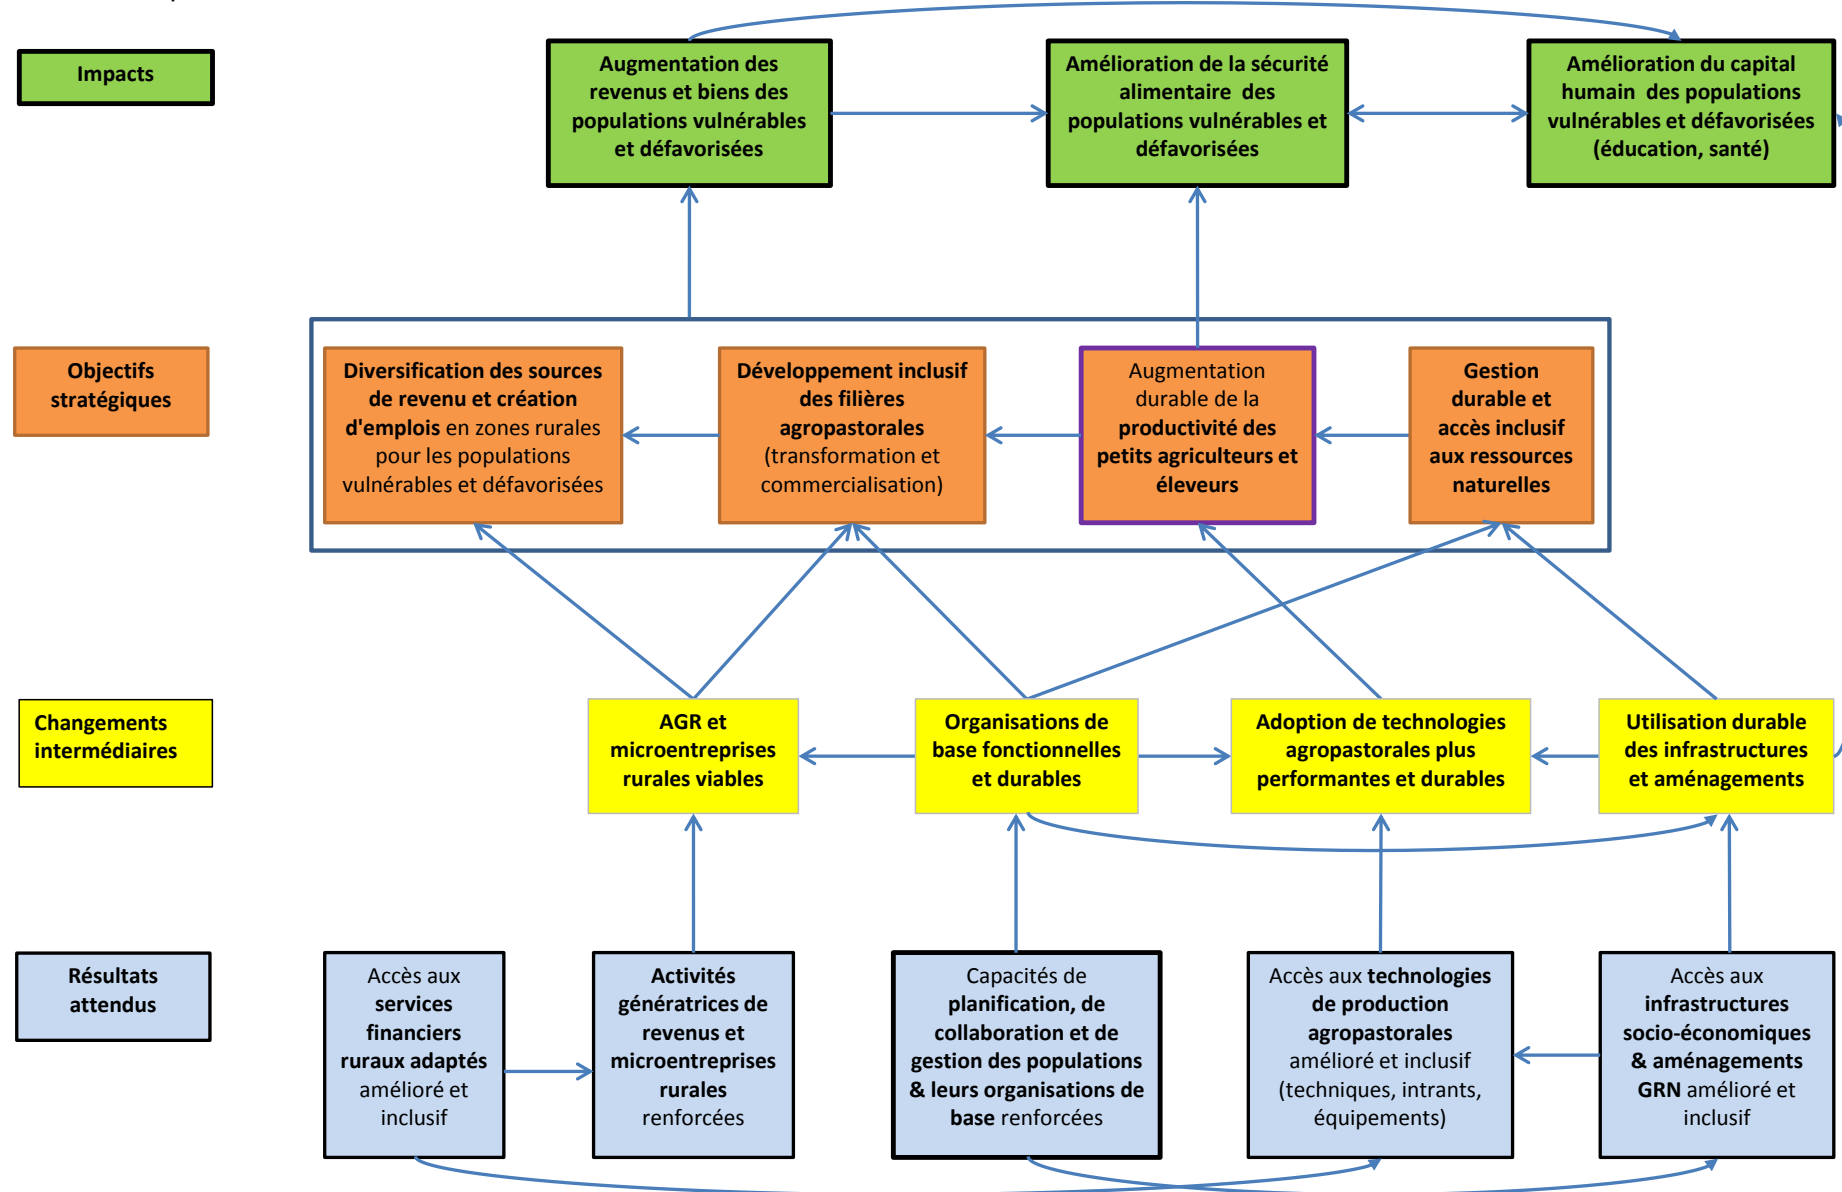 Impacts
Augmentation des
revenus et biens des
populations vulnérables
et défavorisées
Amélioration de la sécurité
alimentaire des
populations vulnérables et
défavorisées
Amélioration du capital
humain des populations
vulnérables et défavorisées
(éducation, santé)
Objectifs
stratégiques
Diversification des sources
de revenu et création
d'emplois en zones rurales
pour les populations
vulnérables et défavorisées
Développement inclusif
des filières
agropastorales
(transformation et
commercialisation)
Augmentation
durable de la
productivité des
petits agriculteurs et
éleveurs
Gestion
durable et
accès inclusif
aux ressources
naturelles
Changements
intermédiaires
AGR et
microentreprises
rurales viables
Organisations de
base fonctionnelles
et durables
Adoption de technologies
agropastorales plus
performantes et durables
Utilisation durable
des infrastructures
et aménagements
Résultats
attendus
Accès aux
services
financiers
ruraux adaptés
amélioré et
inclusif
Activités
génératrices de
revenus et
microentreprises
rurales
renforcées
Capacités de
planification, de
collaboration et de
gestion des populations
& leurs organisations de
base renforcées
Accès aux technologies
de production
agropastorales
amélioré et inclusif
(techniques, intrants,
équipements)
Accès aux
infrastructures
socio-économiques
& aménagements
GRN amélioré et
inclusif